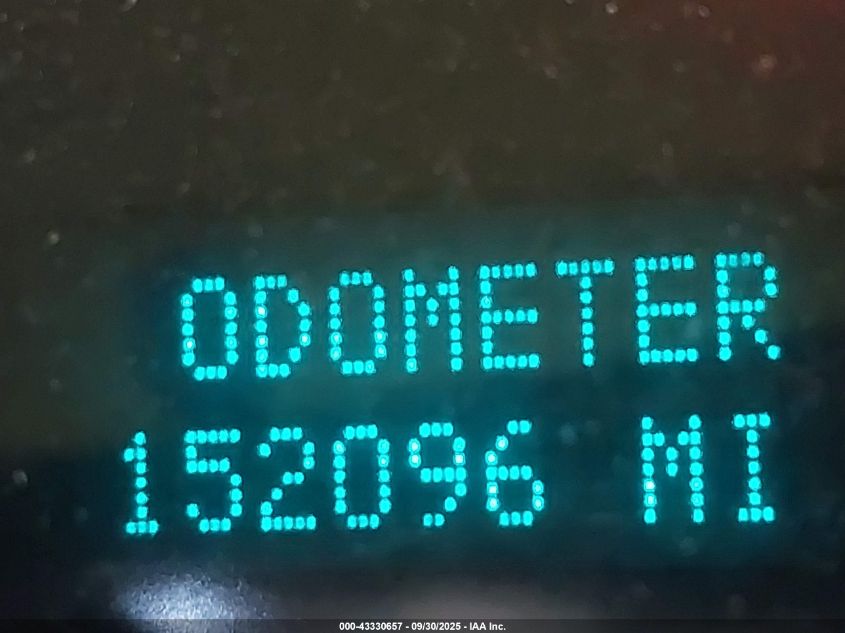 ODOMETER
152096 MI
000-43330657 - 09/30/2025 - IAA Inc.